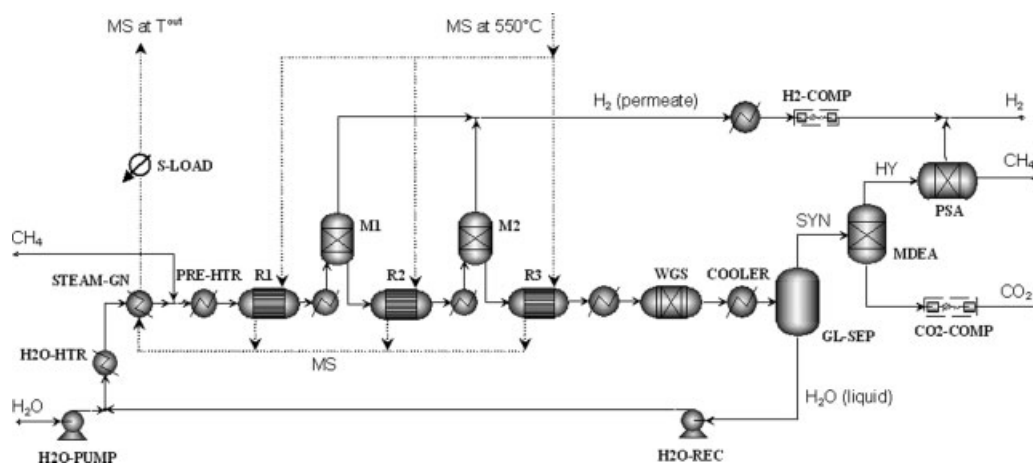 MS at Tout
MS at 550°C
H2 (permeate)
H2-COMP
H2
S-LOAD
HY
CH4
PSA
M1
M2
SYN
MDEA
CH4
STEAM-GN
PRE-HTR
R1
R2
R3
WGS
COOLER
CO2
CO2-COMP
GL-SEP
H2O-HTR
MS
H2O
H2O (liquid)
H2O-PUMP
H2O-REC